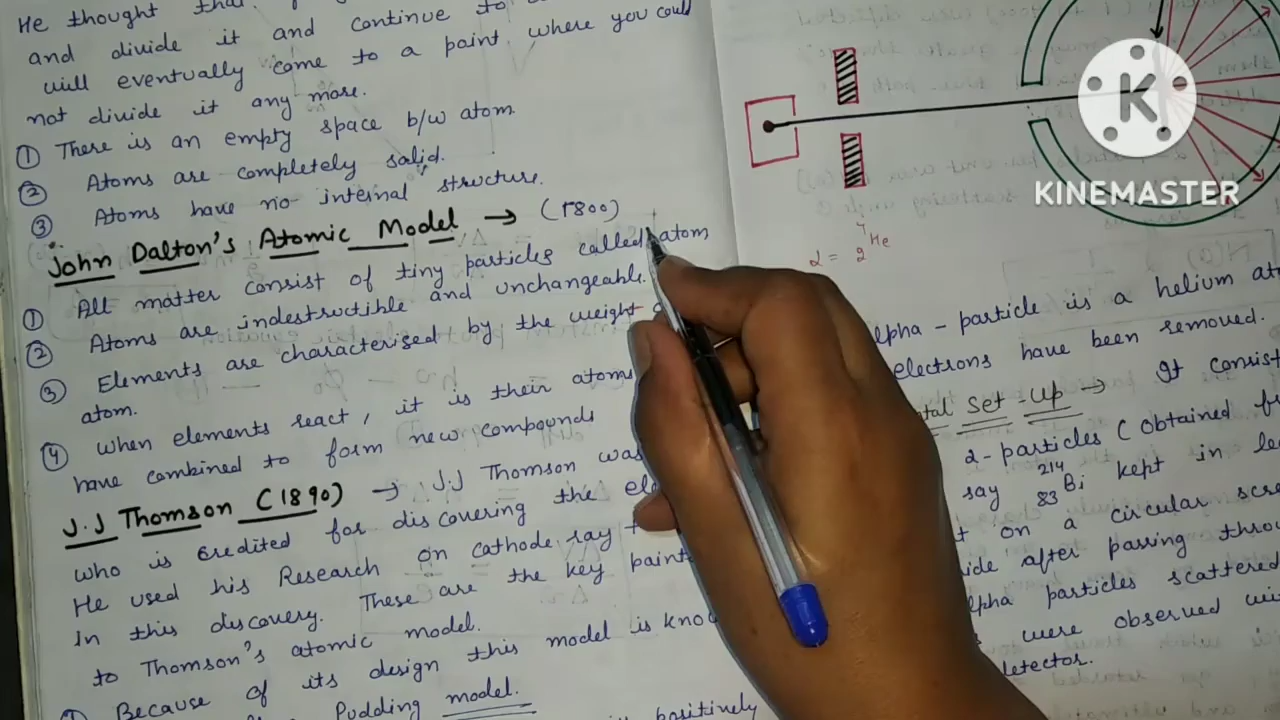 He thought that
and divide it and continue to
will eventually come to a point where you could
not divide it any more.
① There is an empty space b/w atom
② Atoms are completely solid.
③ Atoms have no internal structure.
John Dalton's Atomic Model → (1800)
① All matter consist of tiny particles called atom
② Atoms are indestructible and unchangeable.
③ Elements are characterised by the weight
atom.
④ When elements react, it is their atoms
have combined to form new compounds
J.J Thomson (1890) → J.J Thomson was
who is credited for discovering the
He used his Research on cathode ray
In this discovery. These are the key points
to Thomson's atomic model.
① Because of its design this model is
Pudding model.
positively
KINEMASTER
α = ⁴₂He
alpha-particle is a helium
electrons have been removed.
Set Up → It consist
α-particles (obtained
say ²¹⁴₈₃Bi kept in
on a circular
after passing
alpha particles scattered
were observed
detector.